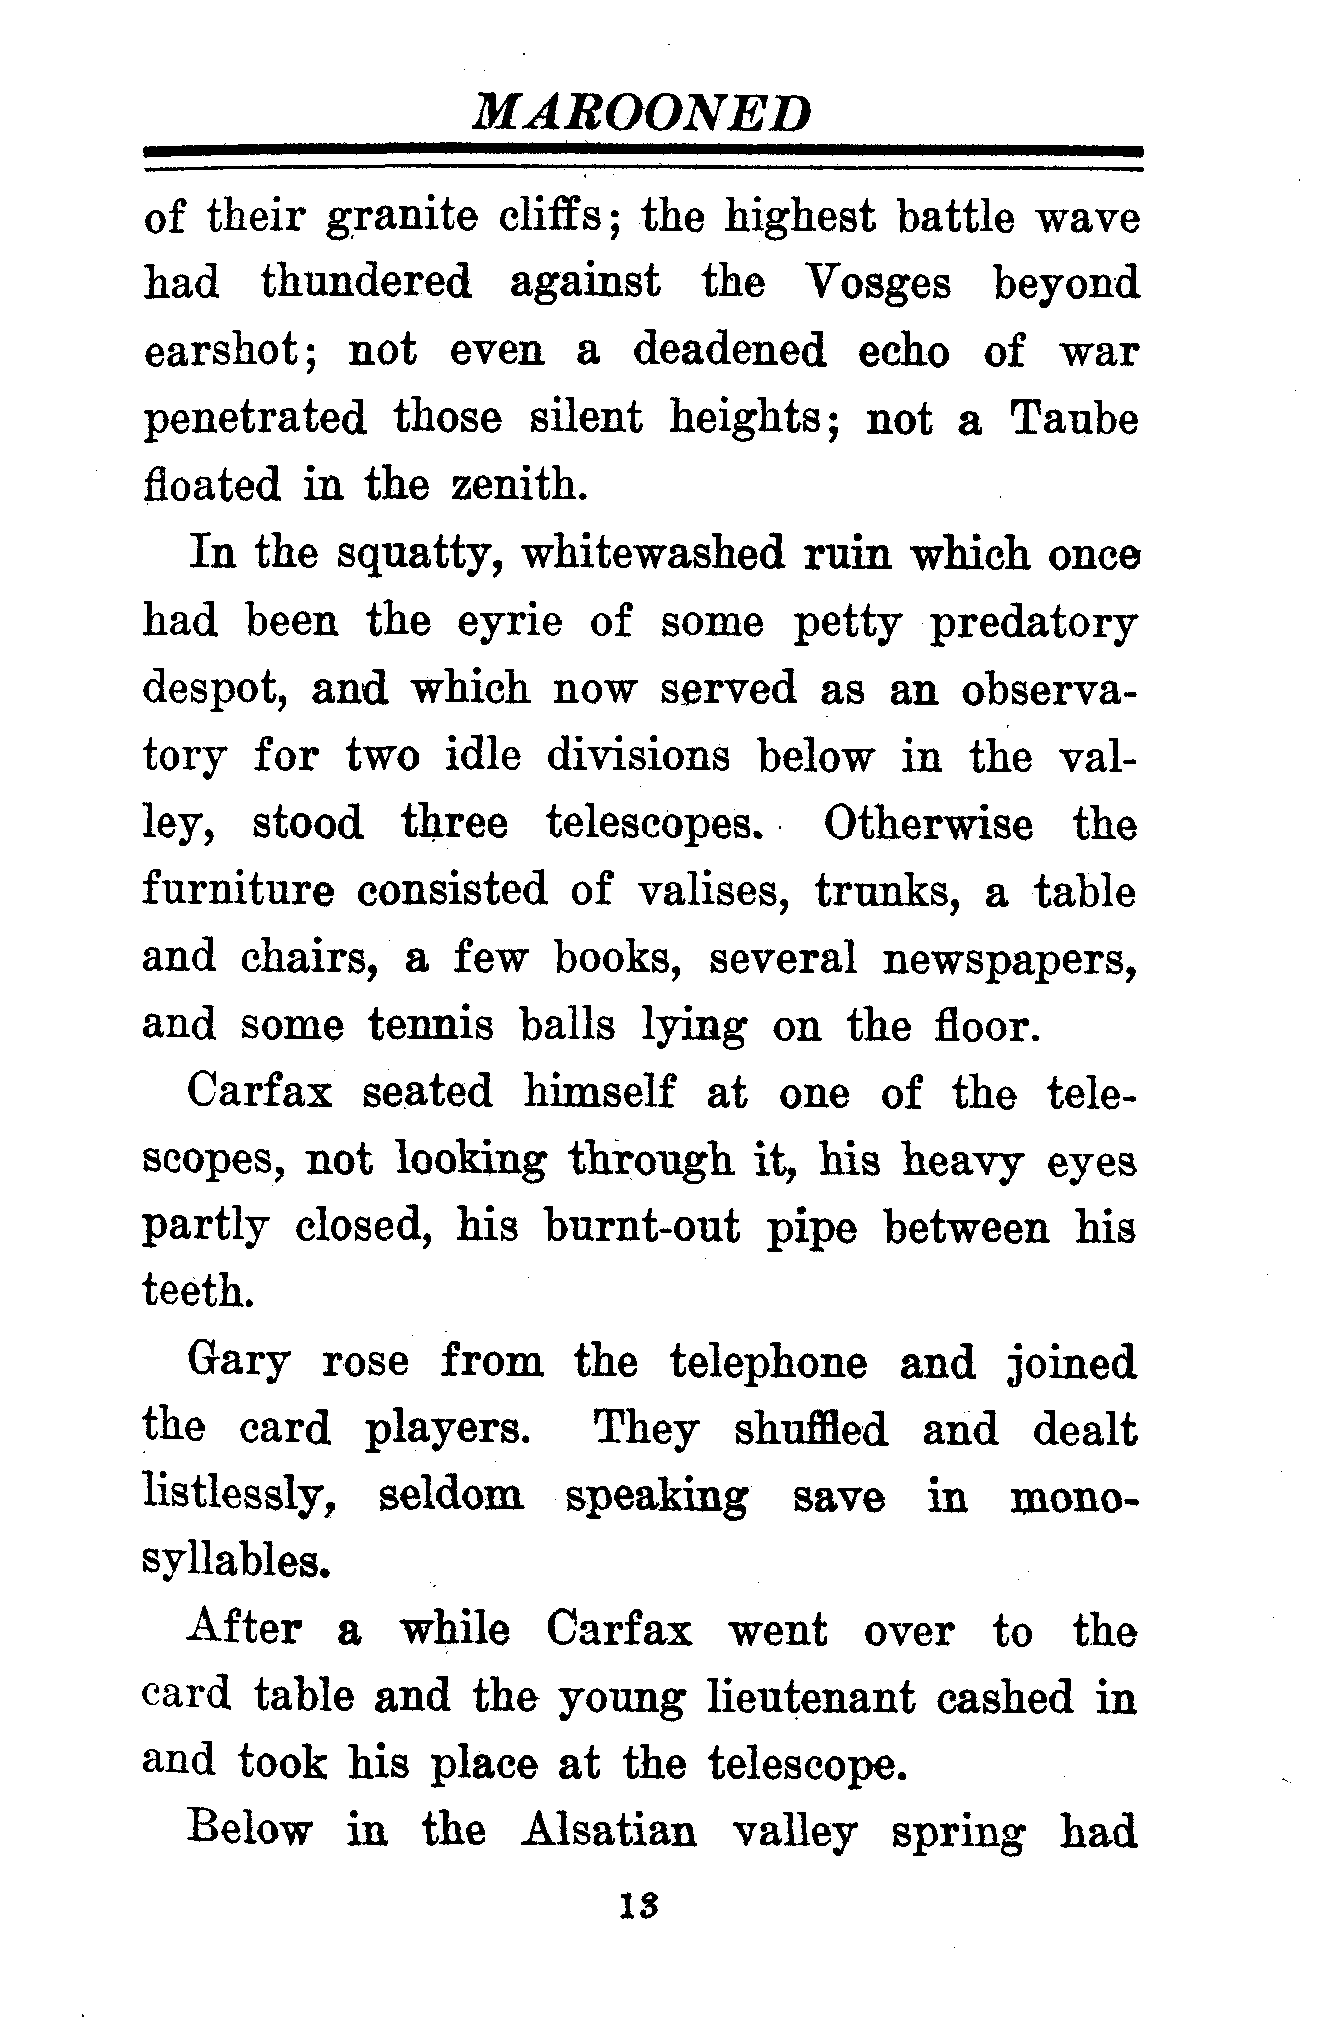 MAROONED
of their granite cliffs; the highest battle wave
had thundered against the Vosges beyond
earshot; not even a deadened echo of war
penetrated those silent heights; not a Taube
floated in the zenith.
In the squatty, whitewashed ruin which once
had been the eyrie of some petty predatory
despot, and which now served as an observa-
tory for two idle divisions below in the val-
ley, stood three telescopes. Otherwise the
furniture consisted of valises, trunks, a table
and chairs, a few books, several newspapers,
and some tennis balls lying on the floor.
Carfax seated himself at one of the tele-
scopes, not looking through it, his heavy eyes
partly closed, his burnt-out pipe between his
teeth.
Gary rose from the telephone and joined
the card players. They shuffled and dealt
listlessly, seldom speaking save in mono-
syllables.
After a while Carfax went over to the
card table and the young lieutenant cashed in
and took his place at the telescope.
Below in the Alsatian valley spring had
13